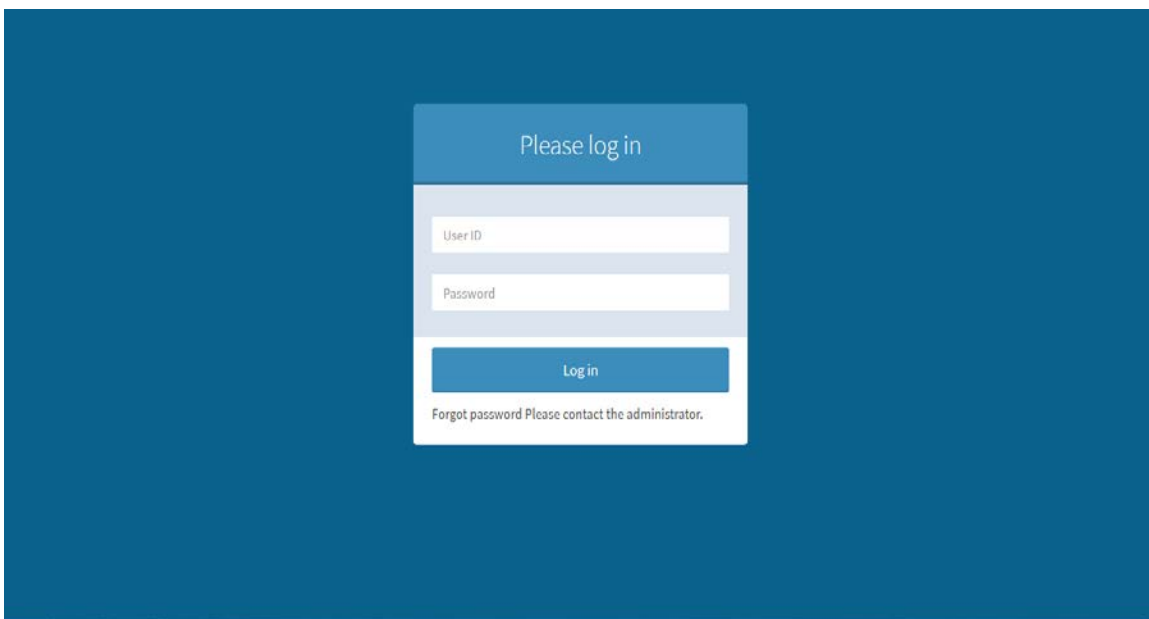 Please log in
User ID
Password
Log in
Forgot password Please contact the administrator.